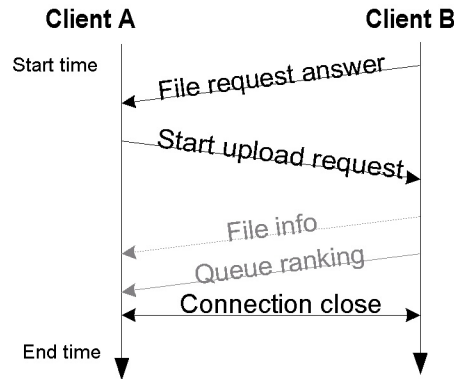 Client A
Client B
Start time
File request answer
Start upload request
File info
Queue ranking
Connection close
End time